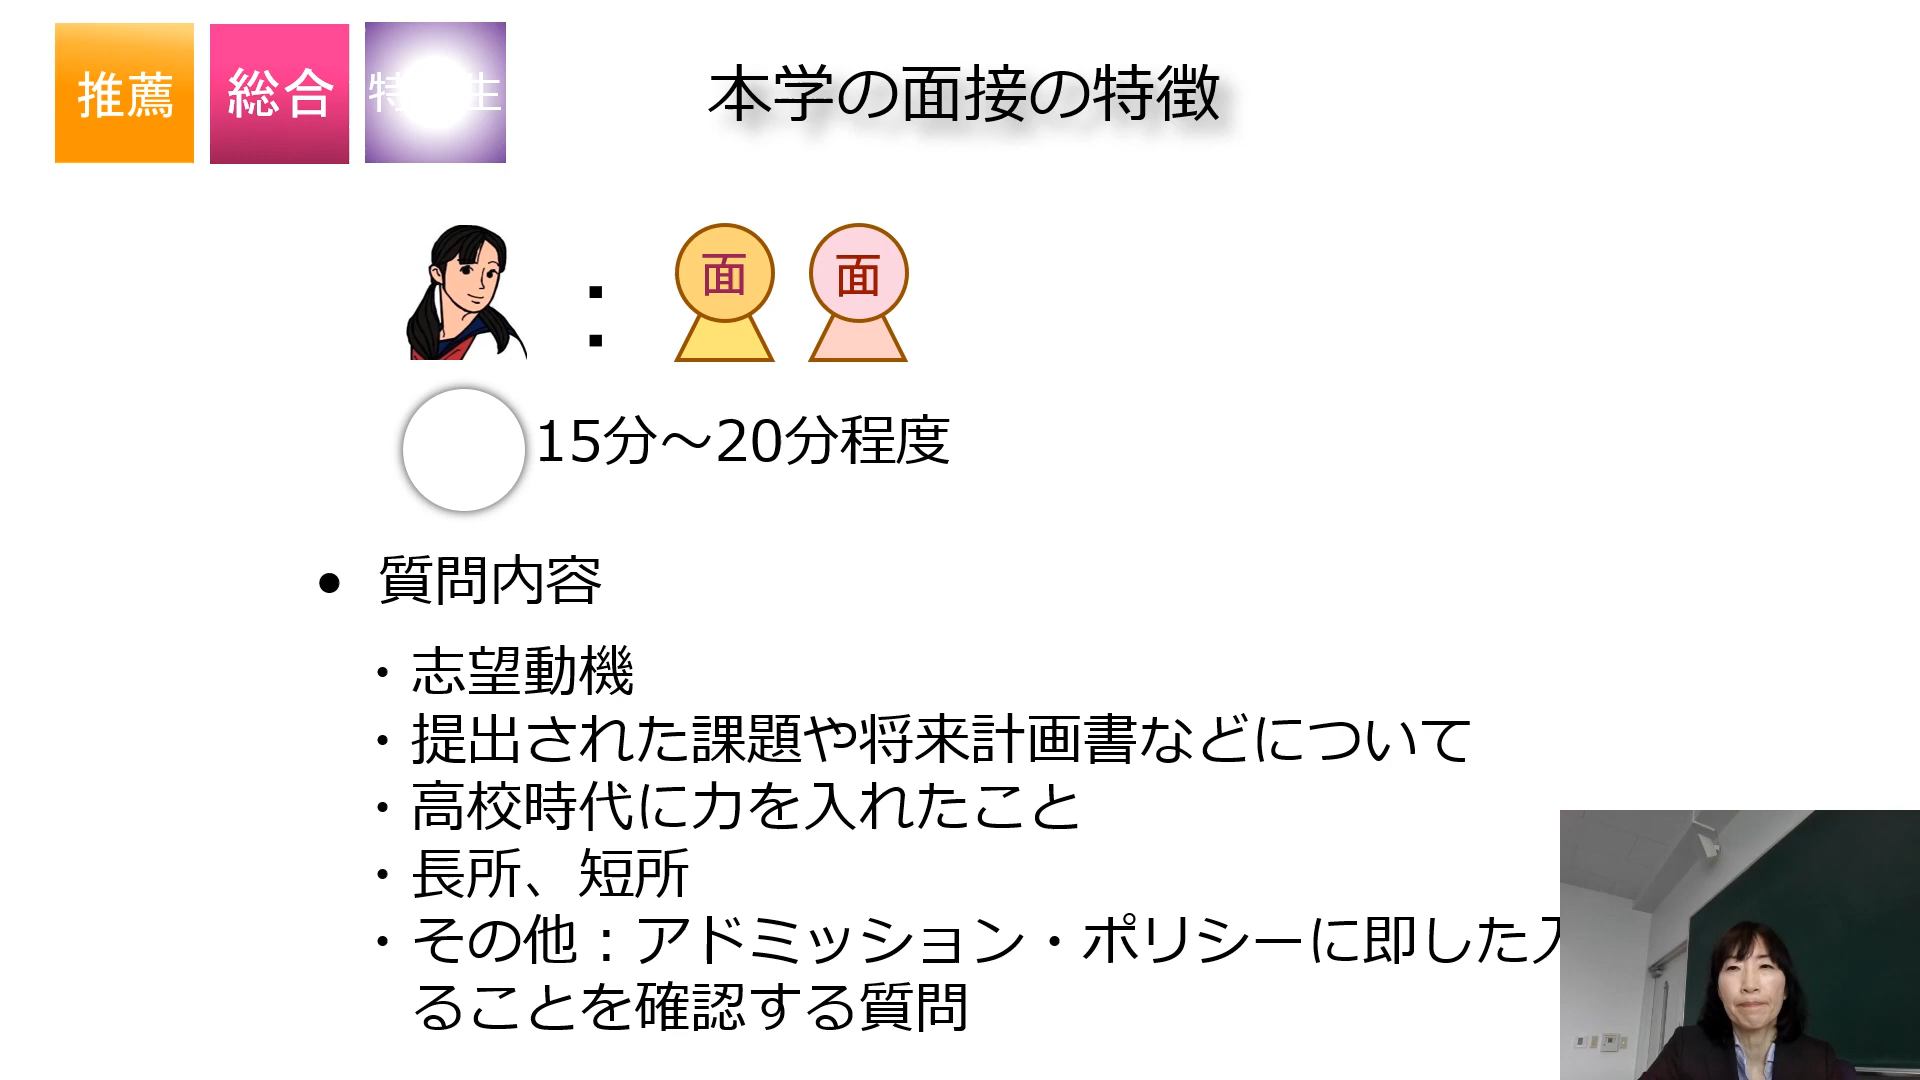 推薦
総合
特 生
本学の面接の特徴
：
面 面
15分～20分程度
• 質問内容
・志望動機
・提出された課題や将来計画書などについて
・高校時代に力を入れたこと
・長所、短所
・その他：アドミッション・ポリシーに即した
ることを確認する質問